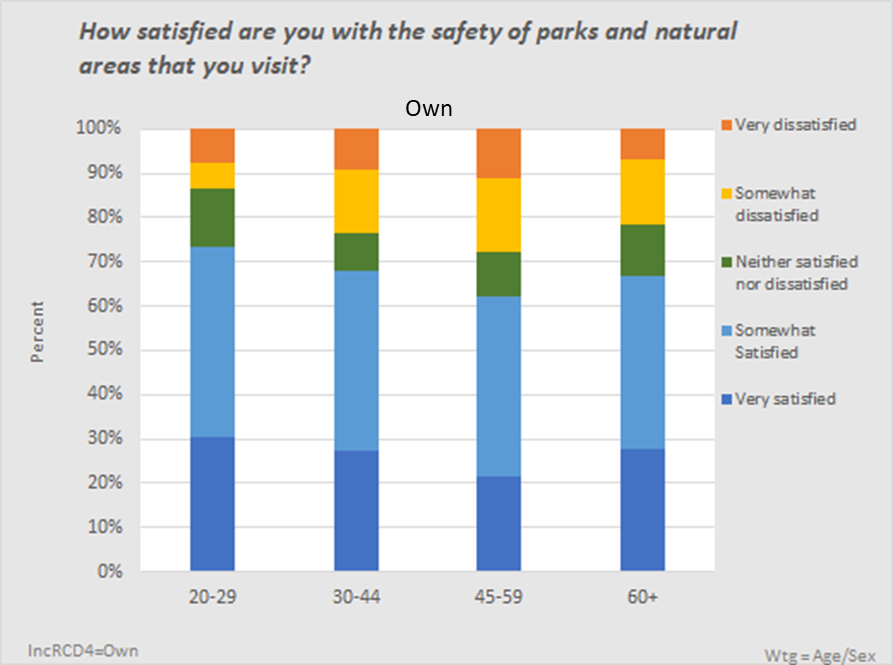 How satisfied are you with the safety of parks and natural
areas that you visit?
Own
100%
90%
80%
70%
60%
50%
40%
30%
20%
10%
0%
Percent
20-29
30-44
45-59
60+
Very dissatisfied
Somewhat
dissatisfied
Neither satisfied
nor dissatisfied
Somewhat
Satisfied
Very satisfied
IncRCD4=Own
Wtg = Age/Sex